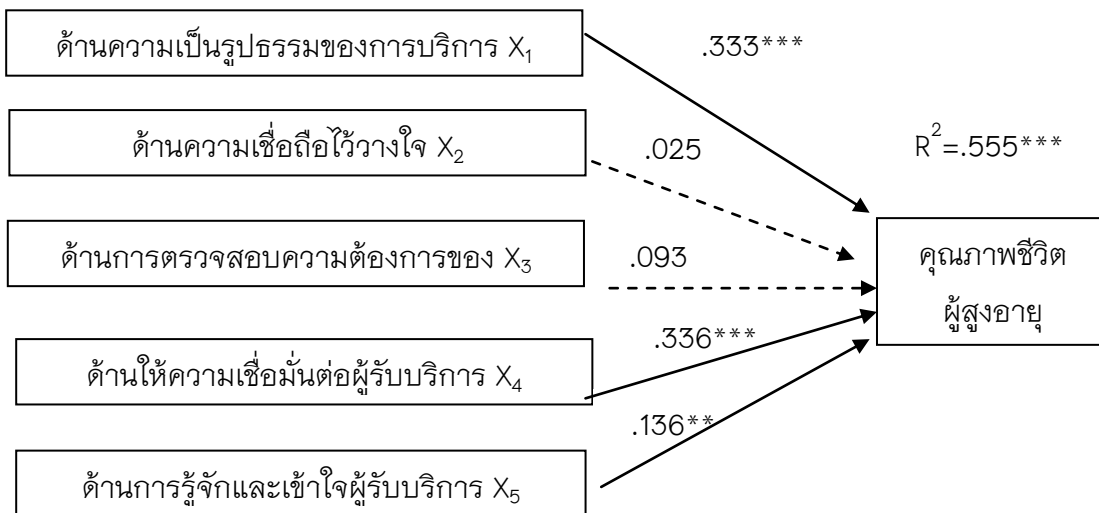 ด้านความเป็นรูปธรรมของการบริการ X₁
.333***
ด้านความเชื่อถือไว้วางใจ X₂
.025
R²=.555***
ด้านการตรวจสอบความต้องการของ X₃
.093
คุณภาพชีวิต
ผู้สูงอายุ
ด้านให้ความเชื่อมั่นต่อผู้รับบริการ X₄
.336***
ด้านการรู้จักและเข้าใจผู้รับบริการ X₅
.136**